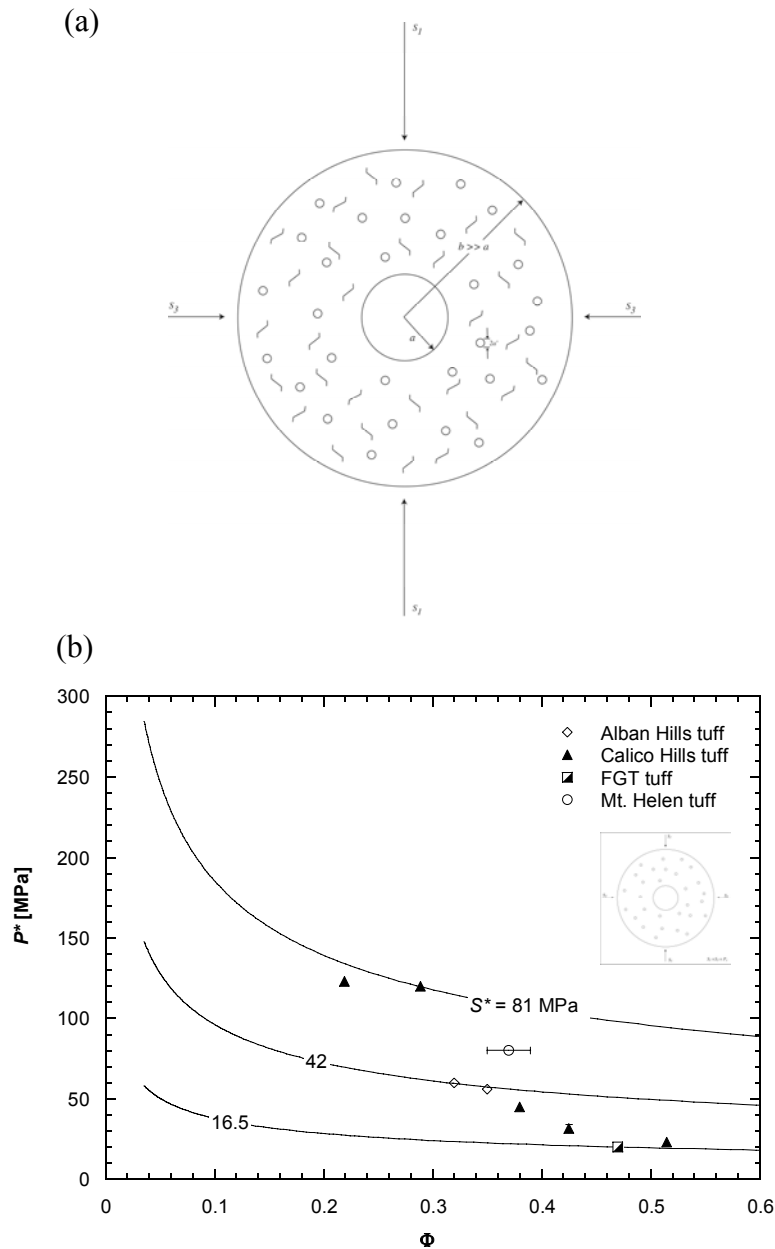 (a)
s₁
b >> a
s₃
s₃
a
s₁
(b)
300
Alban Hills tuff
Calico Hills tuff
250
FGT tuff
Mt. Helen tuff
200
P* [MPa]
150
S* = 81 MPa
100
42
50
16.5
0
0 0.1 0.2 0.3 0.4 0.5 0.6
Φ